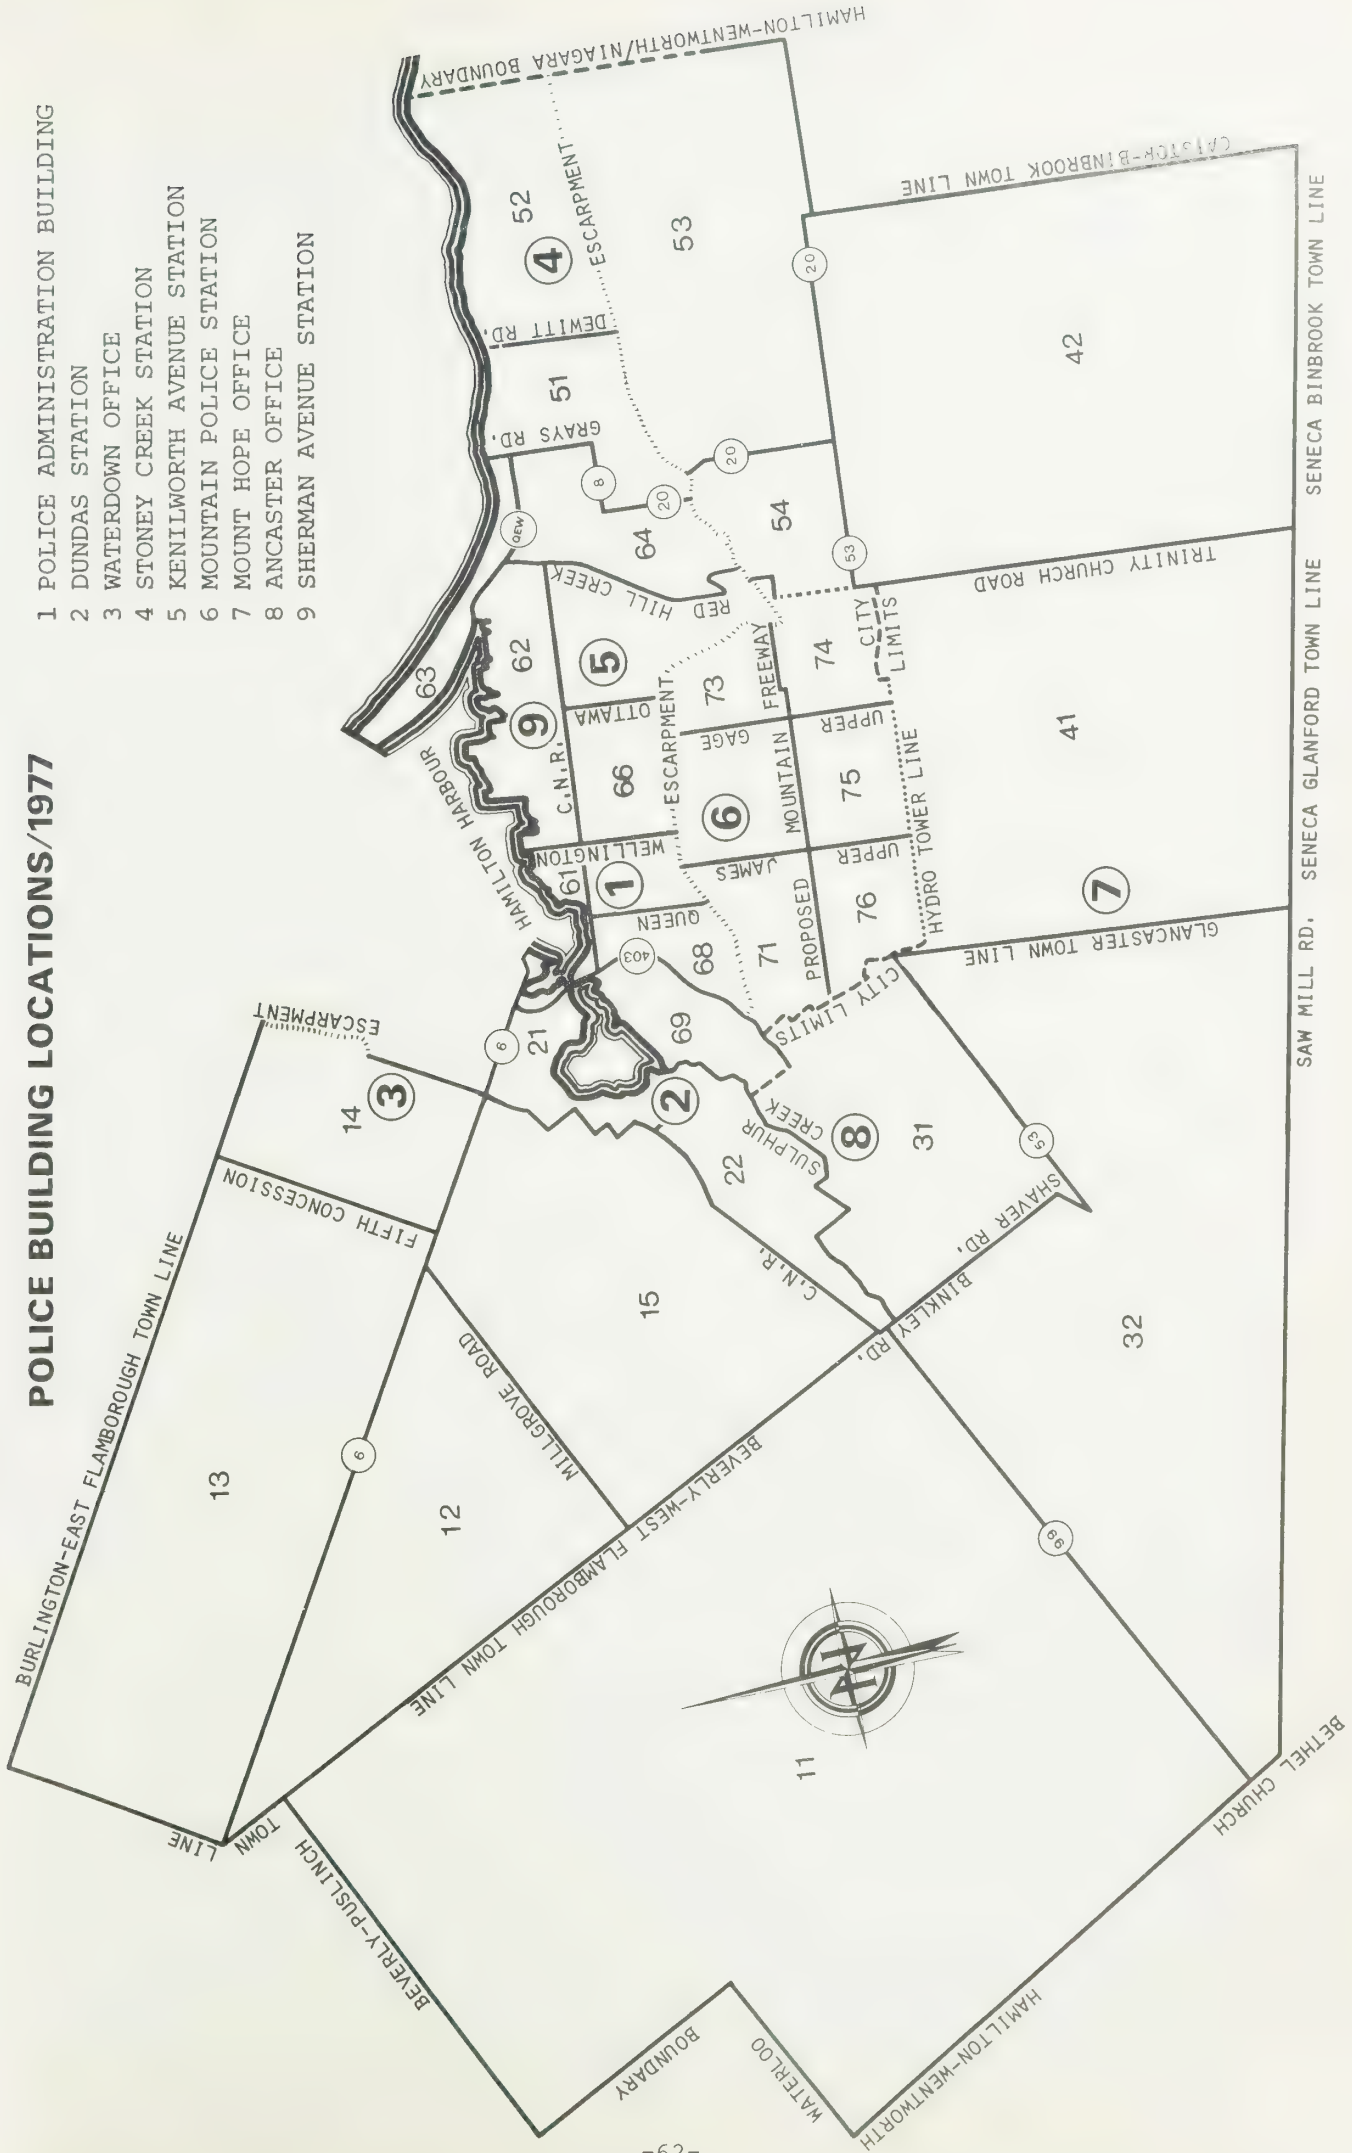 POLICE BUILDING LOCATIONS/1977
1 POLICE ADMINISTRATION BUILDING
2 DUNDAS STATION
3 WATERDOWN OFFICE
4 STONEY CREEK STATION
5 KENILWORTH AVENUE STATION
6 MOUNTAIN POLICE STATION
7 MOUNT HOPE OFFICE
8 ANCASTER OFFICE
9 SHERMAN AVENUE STATION
BURLINGTON-EAST FLAMBOROUGH TOWN LINE
ESCARPMENT
LINE
TOWN
BEVERLY-PUSLINCH
13
FIFTH CONCESSION
14
3
6
6
12
MILLGROVE ROAD
21
15
BEVERLY-WEST FLAMBOROUGH TOWN LINE
C.N.R.
22
2
SULPHUR
CREEK
BINKLEY
RD.
SHAVER RD.
8
31
53
32
99
11
N
BOUNDARY
WATERLOO
HAMILTON-WENTWORTH
BETHEL CHURCH
HAMILTON HARBOUR
63
62
9
C.N.R.
61
1
WELLINGTON
66
OTTAWA
5
RED
HILL
CREEK
QEW
QUEEN
403
68
69
71
ESCARPMENT
6
JAMES
GAGE
73
PROPOSED
MOUNTAIN
FREEWAY
76
UPPER
75
UPPER
74
CITY
LIMITS
CITY LIMITS
HYDRO TOWER LINE
GLANCASTER TOWN LINE
7
41
TRINITY CHURCH ROAD
42
64
GRAYS RD.
8
20
20
54
53
51
DEWITT RD.
4
52
ESCARPMENT
53
20
HAMILTON-WENTWORTH/NIAGARA BOUNDARY
CAISTOR-BINBROOK TOWN LINE
SAW MILL RD.
SENECA GLANFORD TOWN LINE
SENECA BINBROOK TOWN LINE
-62-